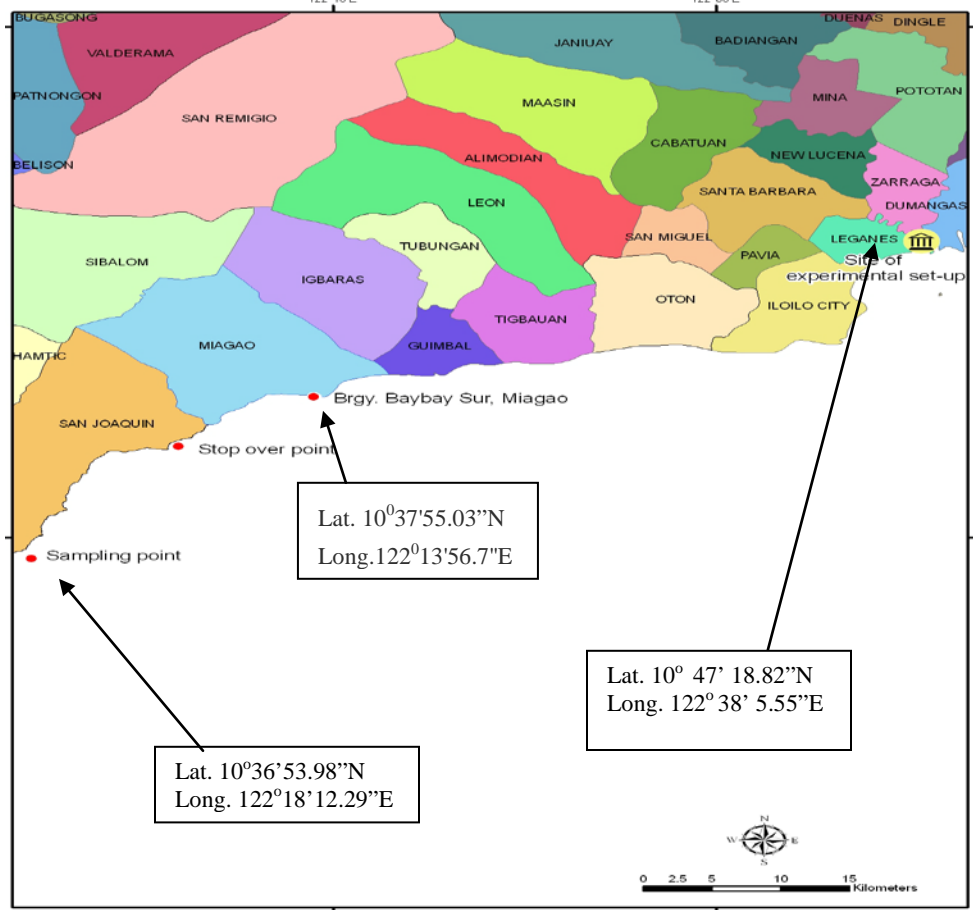 BUGASONG
DUENAS
DINGLE
VALDERAMA
JANIUAY
BADIANGAN
PATNONGON
MAASIN
MINA
POTOTAN
SAN REMIGIO
CABATUAN
ALIMODIAN
NEW LUCENA
BELISON
ZARRAGA
SANTA BARBARA
LEON
DUMANGAS
SAN MIGUEL
LEGANES
TUBUNGAN
PAVIA
SIBALOM
Site of
experimental set-up
IGBARAS
OTON
ILOILO CITY
TIGBAUAN
HAMTIC
MIAGAO
GUIMBAL
Brgy. Baybay Sur, Miagao
SAN JOAQUIN
Stop over point
Lat. 10⁰37'55.03”N
Long.122⁰13'56.7"E
Sampling point
Lat. 10° 47’ 18.82”N
Long. 122° 38’ 5.55”E
Lat. 10°36’53.98”N
Long. 122°18’12.29”E
N
W E
S
0 2.5 5 10 15
Kilometers